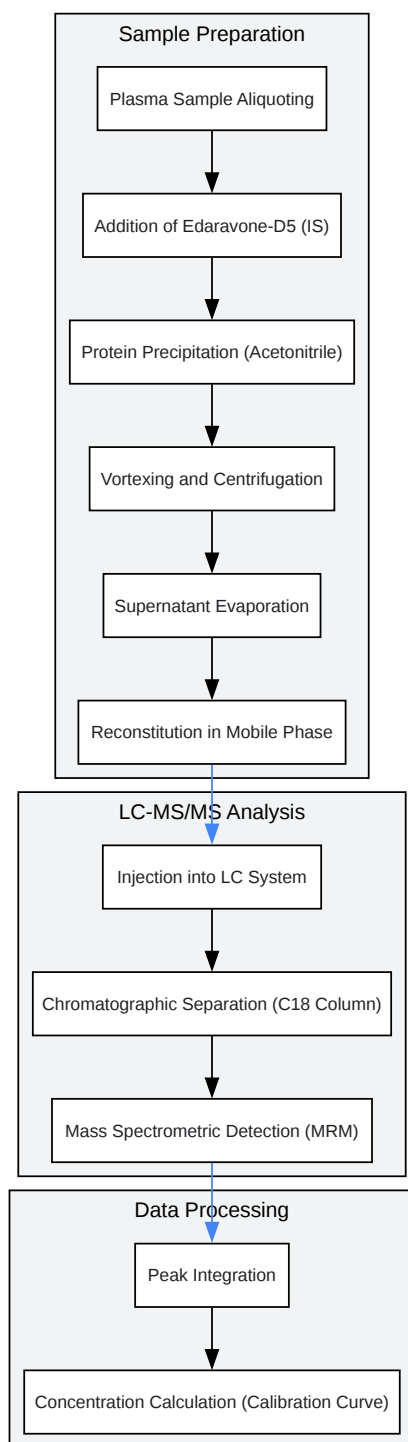 Sample Preparation
Plasma Sample Aliquoting
Addition of Edaravone-D5 (IS)
Protein Precipitation (Acetonitrile)
Vortexing and Centrifugation
Supernatant Evaporation
Reconstitution in Mobile Phase
LC-MS/MS Analysis
Injection into LC System
Chromatographic Separation (C18 Column)
Mass Spectrometric Detection (MRM)
Data Processing
Peak Integration
Concentration Calculation (Calibration Curve)